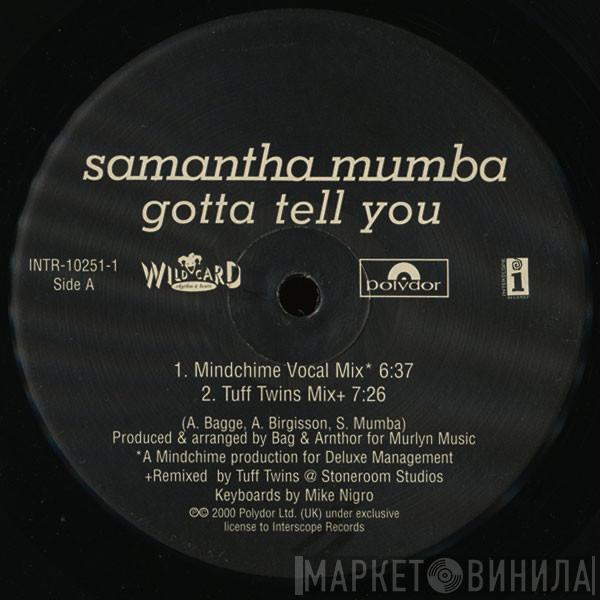 samantha mumba
gotta tell you
INTR-10251-1
Side A
WILDCARD
rhythm & hearts
polydor
INTERSCOPE
RECORDS
1. Mindchime Vocal Mix* 6:37
2. Tuff Twins Mix+ 7:26
(A. Bagge, A. Birgisson, S. Mumba)
Produced & arranged by Bag & Arnthor for Murlyn Music
*A Mindchime production for Deluxe Management
+Remixed by Tuff Twins @ Stoneroom Studios
Keyboards by Mike Nigro
℗© 2000 Polydor Ltd. (UK) under exclusive
license to Interscope Records
МАРКЕТ ВИНИЛА